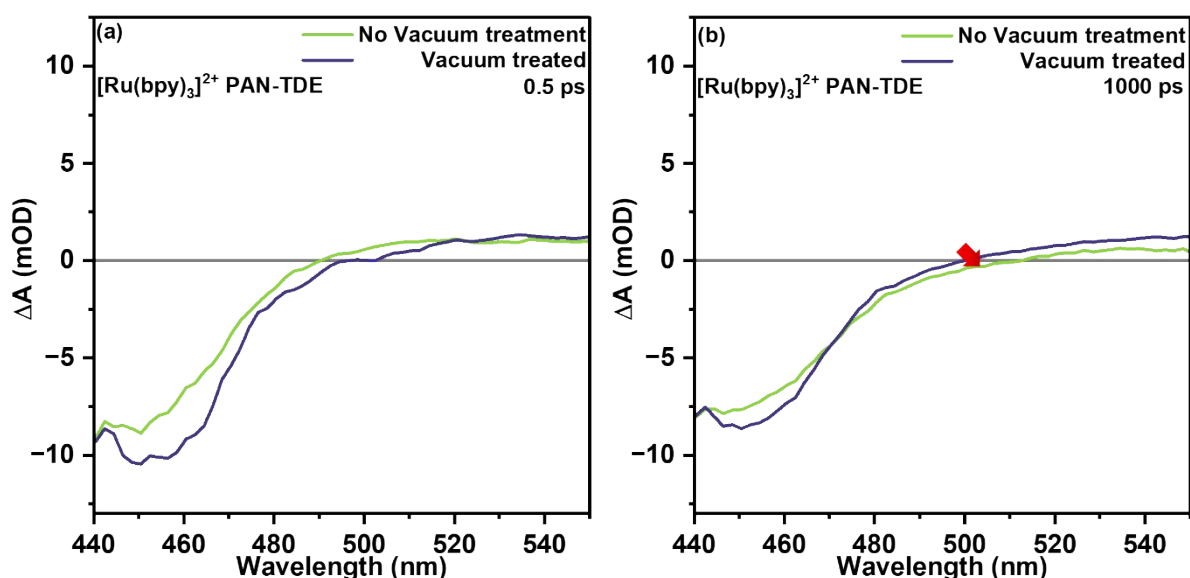 (a)
No Vacuum treatment
Vacuum treated
[Ru(bpy)₃]²⁺ PAN-TDE
0.5 ps
10
5
0
−5
−10
ΔA (mOD)
440 460 480 500 520 540
Wavelength (nm)
(b)
No Vacuum treatment
Vacuum treated
[Ru(bpy)₃]²⁺ PAN-TDE
1000 ps
10
5
0
−5
−10
ΔA (mOD)
440 460 480 500 520 540
Wavelength (nm)